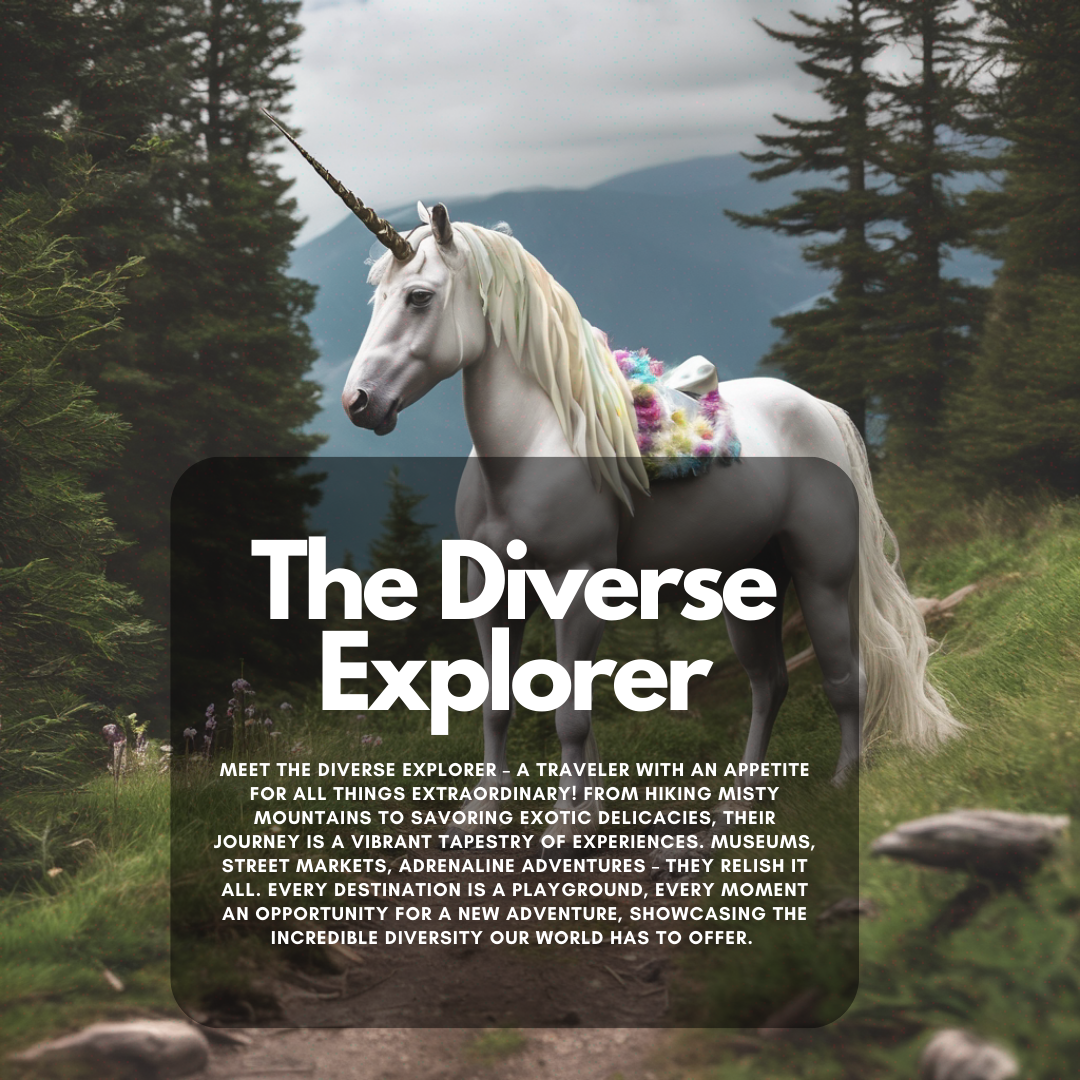 The Diverse
Explorer
MEET THE DIVERSE EXPLORER – A TRAVELER WITH AN APPETITE
FOR ALL THINGS EXTRAORDINARY! FROM HIKING MISTY
MOUNTAINS TO SAVORING EXOTIC DELICACIES, THEIR
JOURNEY IS A VIBRANT TAPESTRY OF EXPERIENCES. MUSEUMS,
STREET MARKETS, ADRENALINE ADVENTURES – THEY RELISH IT
ALL. EVERY DESTINATION IS A PLAYGROUND, EVERY MOMENT
AN OPPORTUNITY FOR A NEW ADVENTURE, SHOWCASING THE
INCREDIBLE DIVERSITY OUR WORLD HAS TO OFFER.